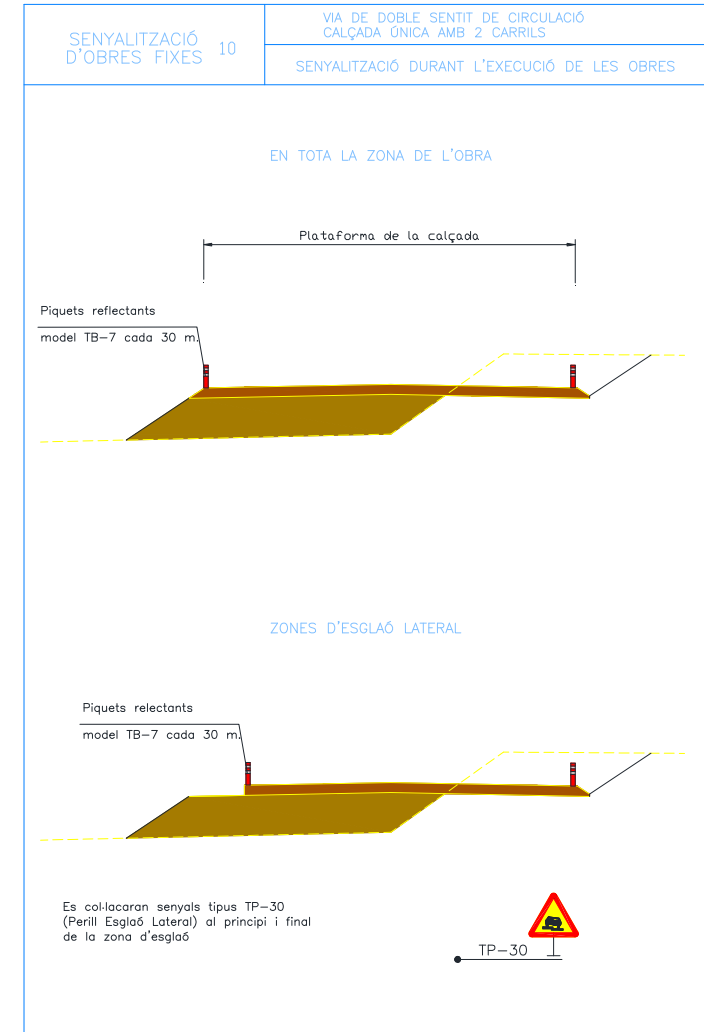 SENYALITZACIÓ
D'OBRES FIXES 10
VIA DE DOBLE SENTIT DE CIRCULACIÓ
CALÇADA ÚNICA AMB 2 CARRILS
SENYALITZACIÓ DURANT L'EXECUCIÓ DE LES OBRES
EN TOTA LA ZONA DE L'OBRA
Plataforma de la calçada
Piquets reflectants
model TB-7 cada 30 m.
ZONES D'ESGLAÓ LATERAL
Piquets relectants
model TB-7 cada 30 m.
Es col·lacaran senyals tipus TP-30
(Perill Esglaó Lateral) al principi i final
de la zona d'esglaó
TP-30